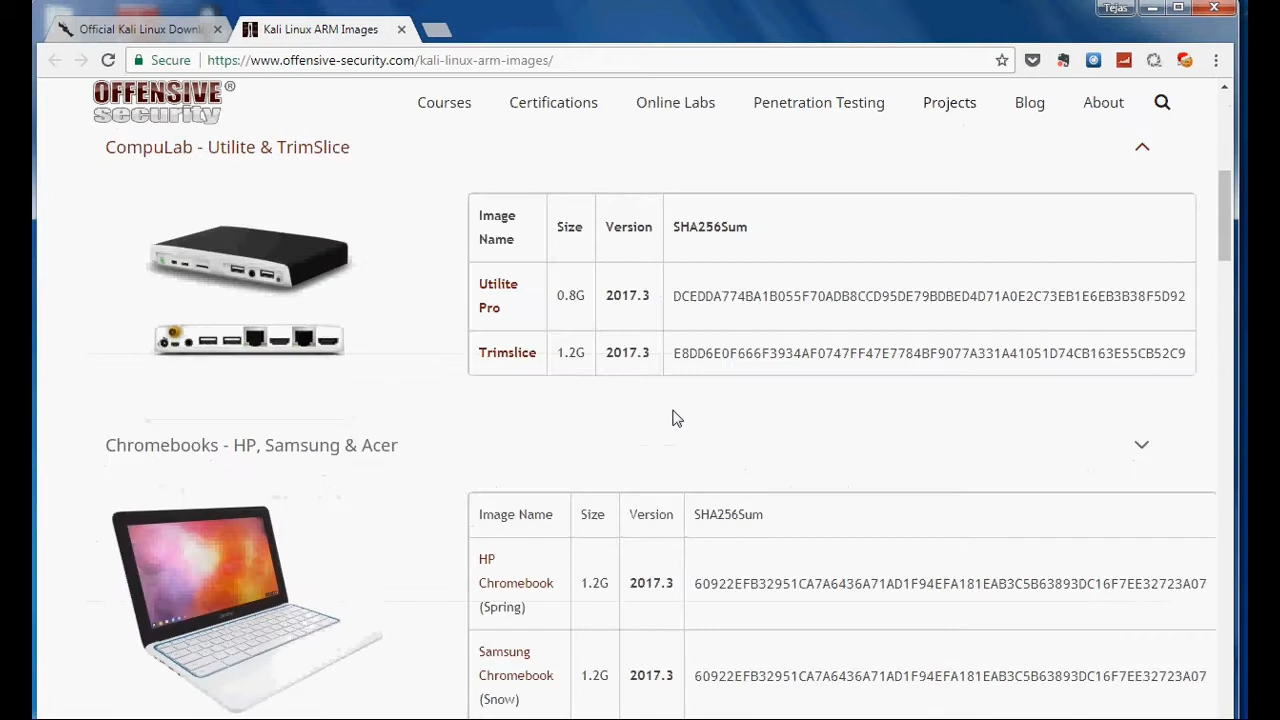 Tejas
Official Kali Linux Downl
Kali Linux ARM Images
Secure
https://www.offensive-security.com/kali-linux-arm-images/
OFFENSIVE®
security
Courses
Certifications
Online Labs
Penetration Testing
Projects
Blog
About
CompuLab - Utilite & TrimSlice
Image Name Size Version SHA256Sum
Utilite Pro 0.8G 2017.3 DCEDDA774BA1B055F70ADB8CCD95DE79BDBED4D71A0E2C73EB1E6EB3B38F5D92
Trimslice 1.2G 2017.3 E8DD6E0F666F3934AF0747FF47E7784BF9077A331A41051D74CB163E55CB52C9
Chromebooks - HP, Samsung & Acer
Image Name Size Version SHA256Sum
HP Chromebook (Spring) 1.2G 2017.3 60922EFB32951CA7A6436A71AD1F94EFA181EAB3C5B63893DC16F7EE32723A07
Samsung Chromebook (Snow) 1.2G 2017.3 60922EFB32951CA7A6436A71AD1F94EFA181EAB3C5B63893DC16F7EE32723A07